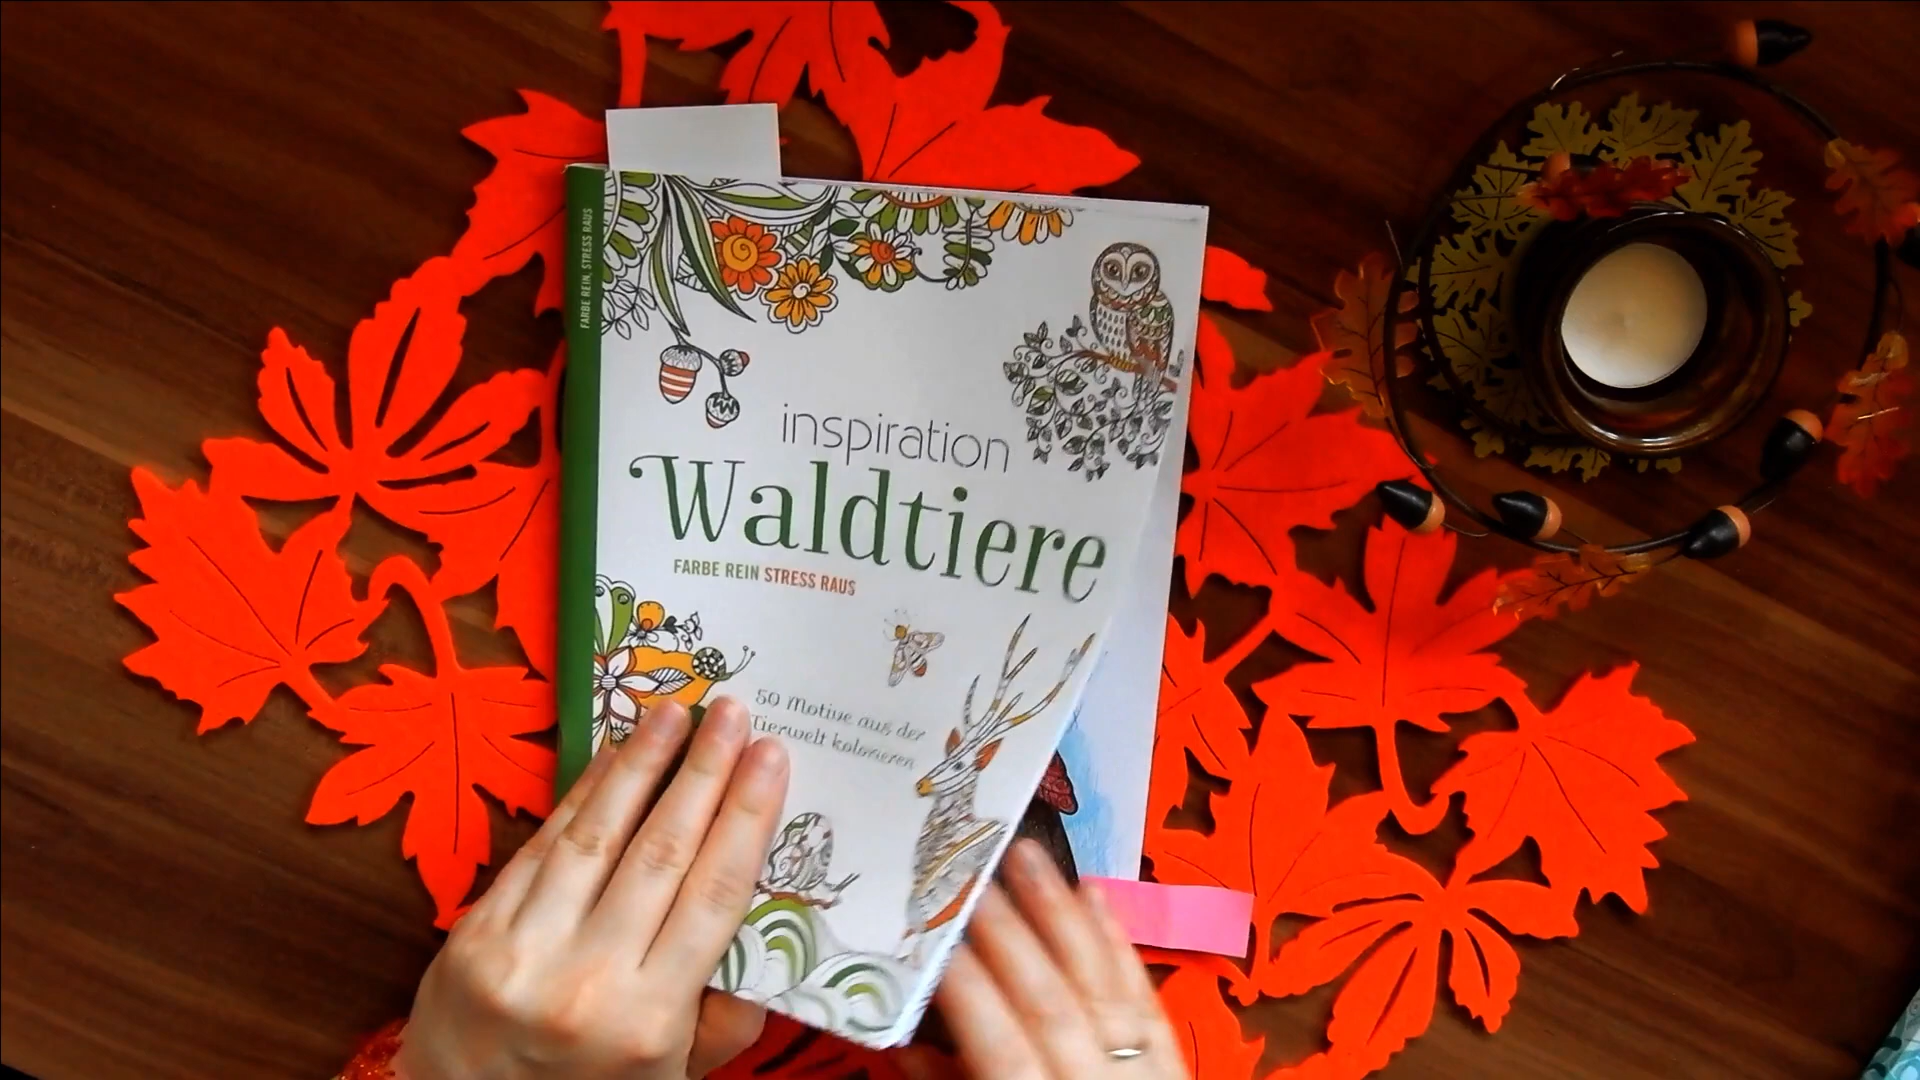 FARBE REIN, STRESS RAUS
inspiration
Waldtiere
FARBE REIN STRESS RAUS
50 Motive aus der
Tierwelt kolorieren